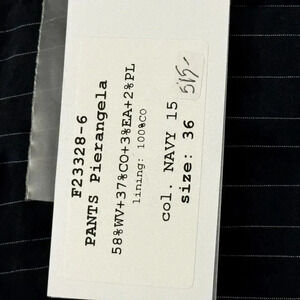 F23328-6
PANTS Pierangela
58%WV+37%CO+3%EA+2%PL
lining: 100%CO
col. NAVY 15
size: 36
515,-